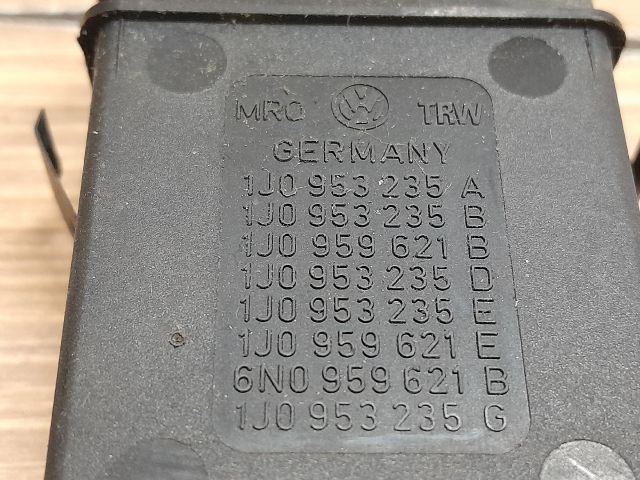 MRO VW TRW
GERMANY
1J0 953 235 A
1J0 953 235 B
1J0 959 621 B
1J0 953 235 D
1J0 953 235 E
1J0 959 621 E
6N0 959 621 B
1J0 953 235 G